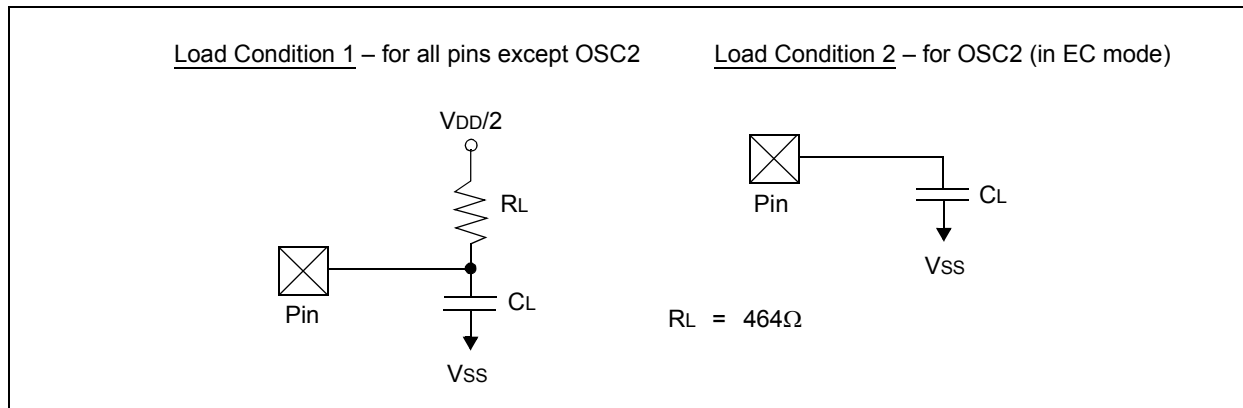 Load Condition 1 – for all pins except OSC2
VDD/2
RL
Pin
CL
VSS
Load Condition 2 – for OSC2 (in EC mode)
Pin
CL
VSS
RL = 464Ω